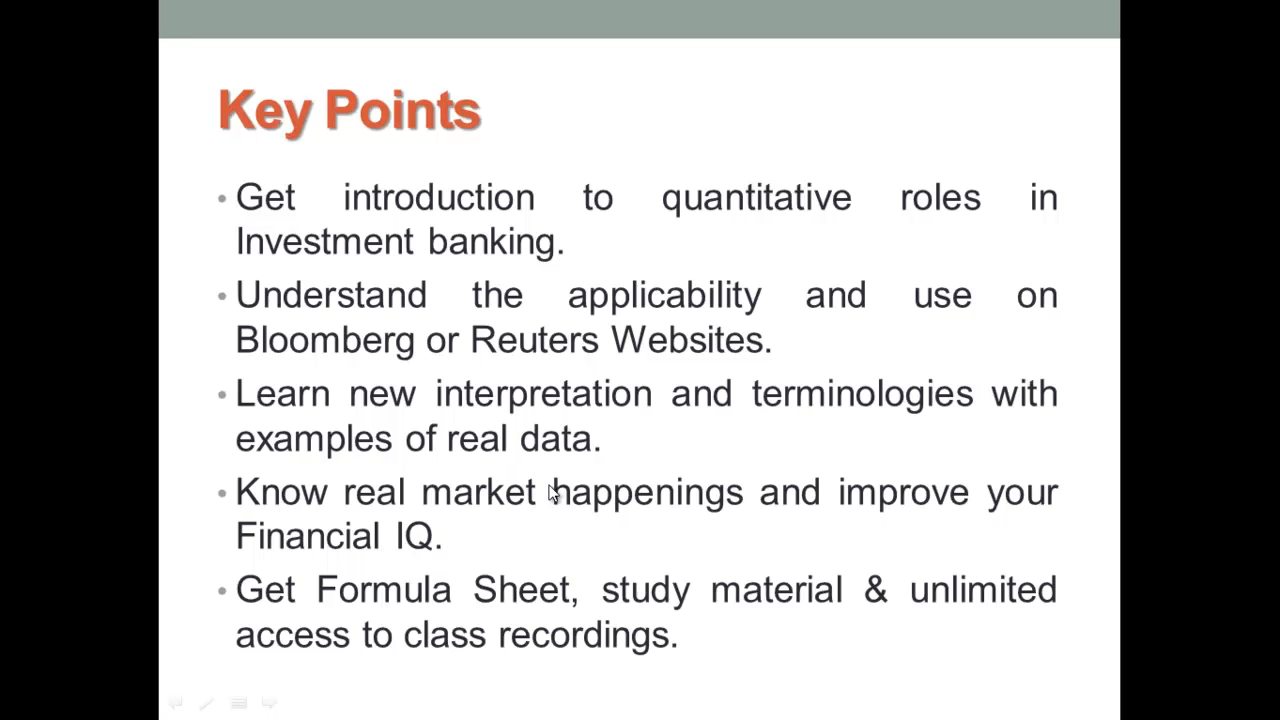 Key Points
• Get introduction to quantitative roles in
Investment banking.
• Understand the applicability and use on
Bloomberg or Reuters Websites.
• Learn new interpretation and terminologies with
examples of real data.
• Know real market happenings and improve your
Financial IQ.
• Get Formula Sheet, study material & unlimited
access to class recordings.